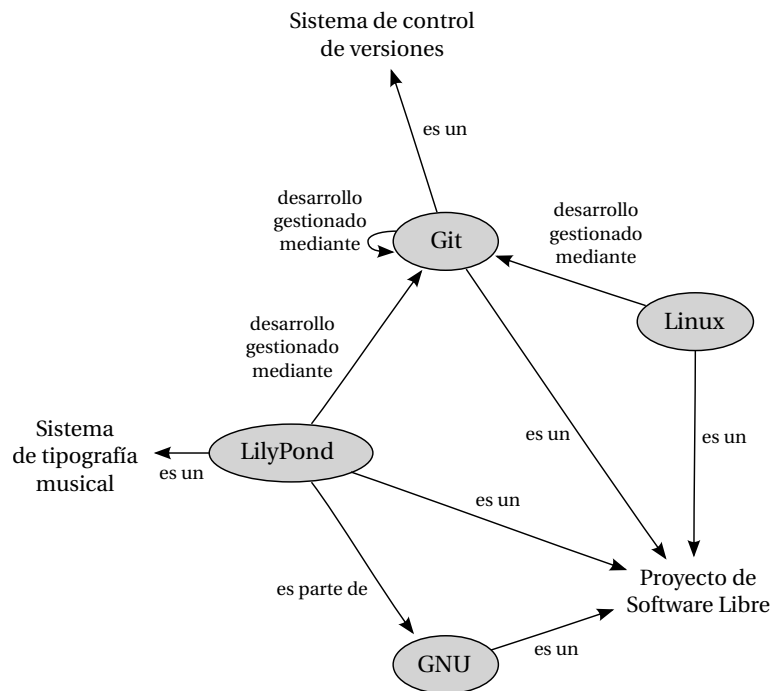 Sistema de control
de versiones
es un
desarrollo
gestionado
mediante
Git
desarrollo
gestionado
mediante
Linux
desarrollo
gestionado
mediante
Sistema
de tipografía
musical
es un
LilyPond
es un
es un
es un
es parte de
Proyecto de
Software Libre
GNU
es un